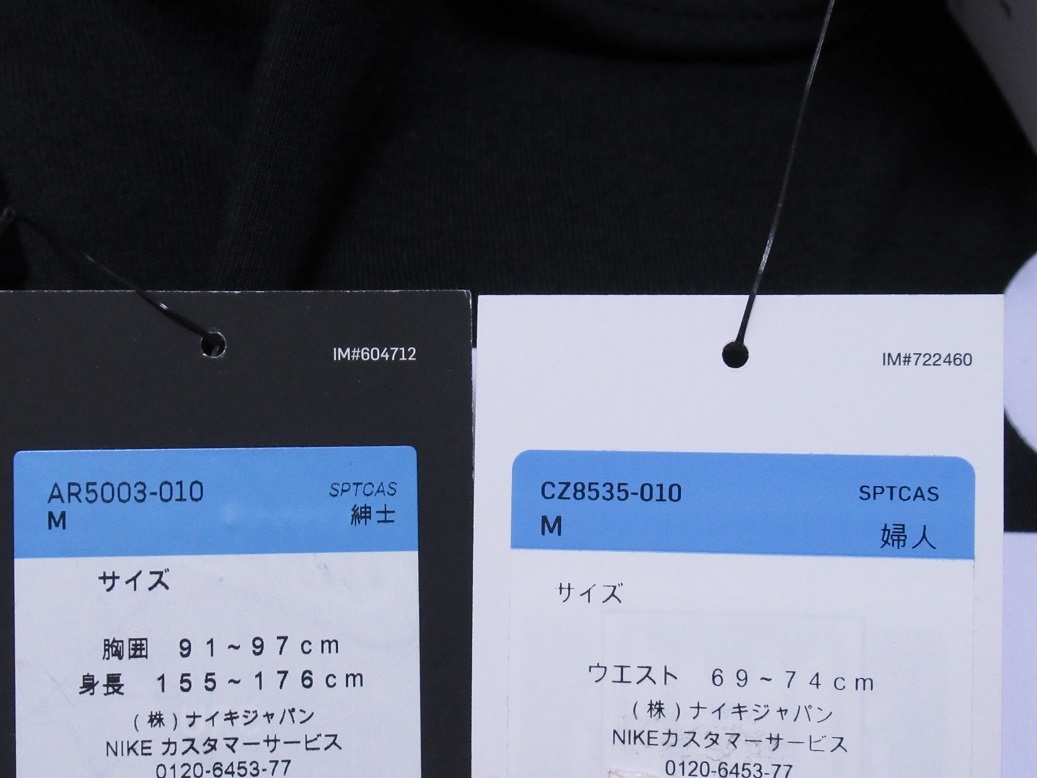 IM#604712
AR5003-010
SPTCAS
M
紳士
サイズ
胸囲 91~97cm
身長 155~176cm
(株)ナイキジャパン
NIKE カスタマーサービス
0120-6453-77
IM#722460
CZ8535-010
SPTCAS
M
婦人
サイズ
ウエスト 69~74cm
(株)ナイキジャパン
NIKEカスタマーサービス
0120-6453-77